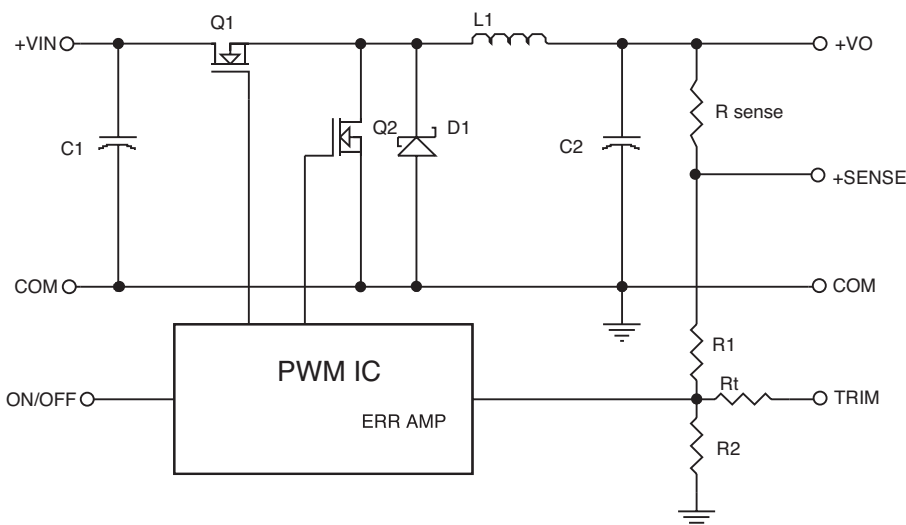 Q1
L1
+VIN
+VO
R sense
Q2
D1
C1
C2
+SENSE
COM
COM
R1
PWM IC
Rt
ON/OFF
TRIM
ERR AMP
R2